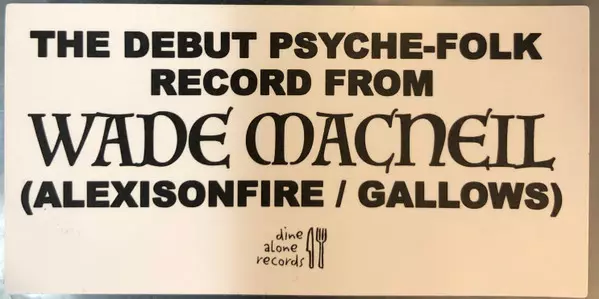 THE DEBUT PSYCHE-FOLK
RECORD FROM
WADE MACNEIL
(ALEXISONFIRE / GALLOWS)
dine
alone
records